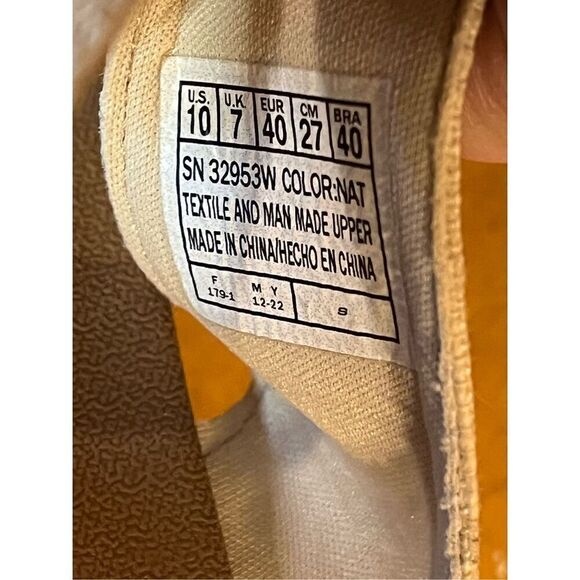 U.S. U.K. EUR CM BRA
10 7 40 27 40
SN 32953W COLOR:NAT
TEXTILE AND MAN MADE UPPER
MADE IN CHINA/HECHO EN CHINA
F M Y
179-1 12-22 S